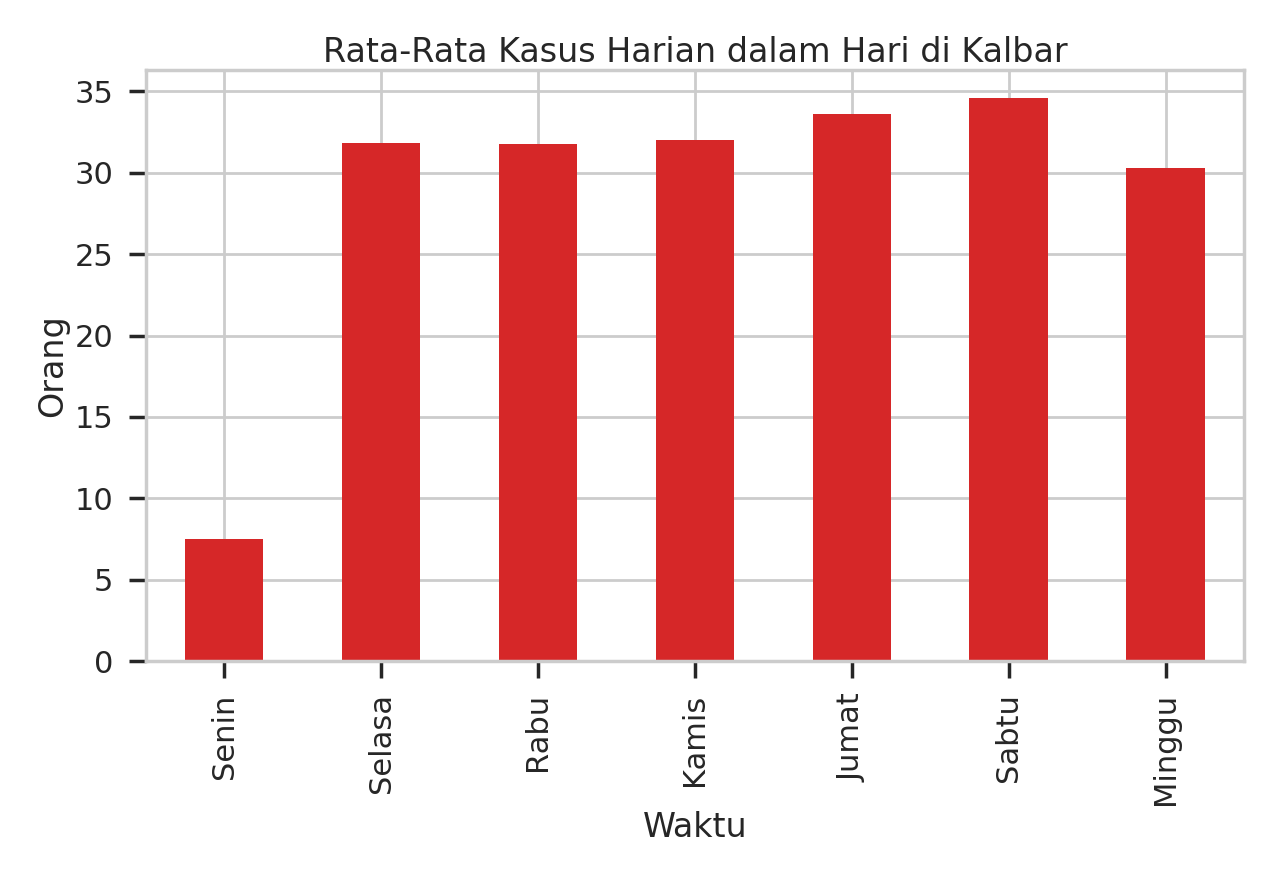 Rata-Rata Kasus Harian dalam Hari di Kalbar
35
30
25
20
15
10
5
0
Orang
Senin
Selasa
Rabu
Kamis
Jumat
Sabtu
Minggu
Waktu